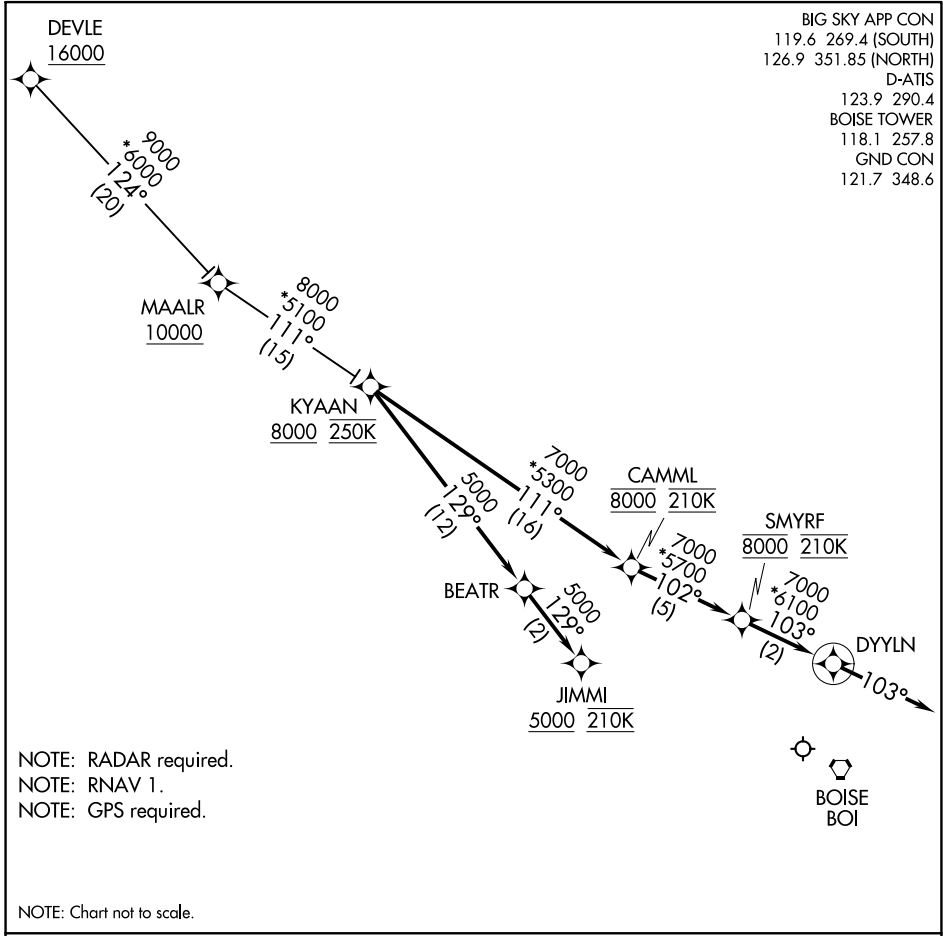 DEVLE
16000
BIG SKY APP CON
119.6 269.4 (SOUTH)
126.9 351.85 (NORTH)
D-ATIS
123.9 290.4
BOISE TOWER
118.1 257.8
GND CON
121.7 348.6
9000
*6000
124°
(20)
MAALR
10000
8000
*5100
111°
(15)
KYAAN
8000 250K
7000
*5300
111°
(16)
5000
129°
(12)
CAMML
8000 210K
7000
*5700
102°
(5)
SMYRF
8000 210K
7000
*6100
103°
(2)
DYYLN
103°
BEATR
5000
129°
(2)
JIMMI
5000 210K
BOISE
BOI
NOTE: RADAR required.
NOTE: RNAV 1.
NOTE: GPS required.
NOTE: Chart not to scale.